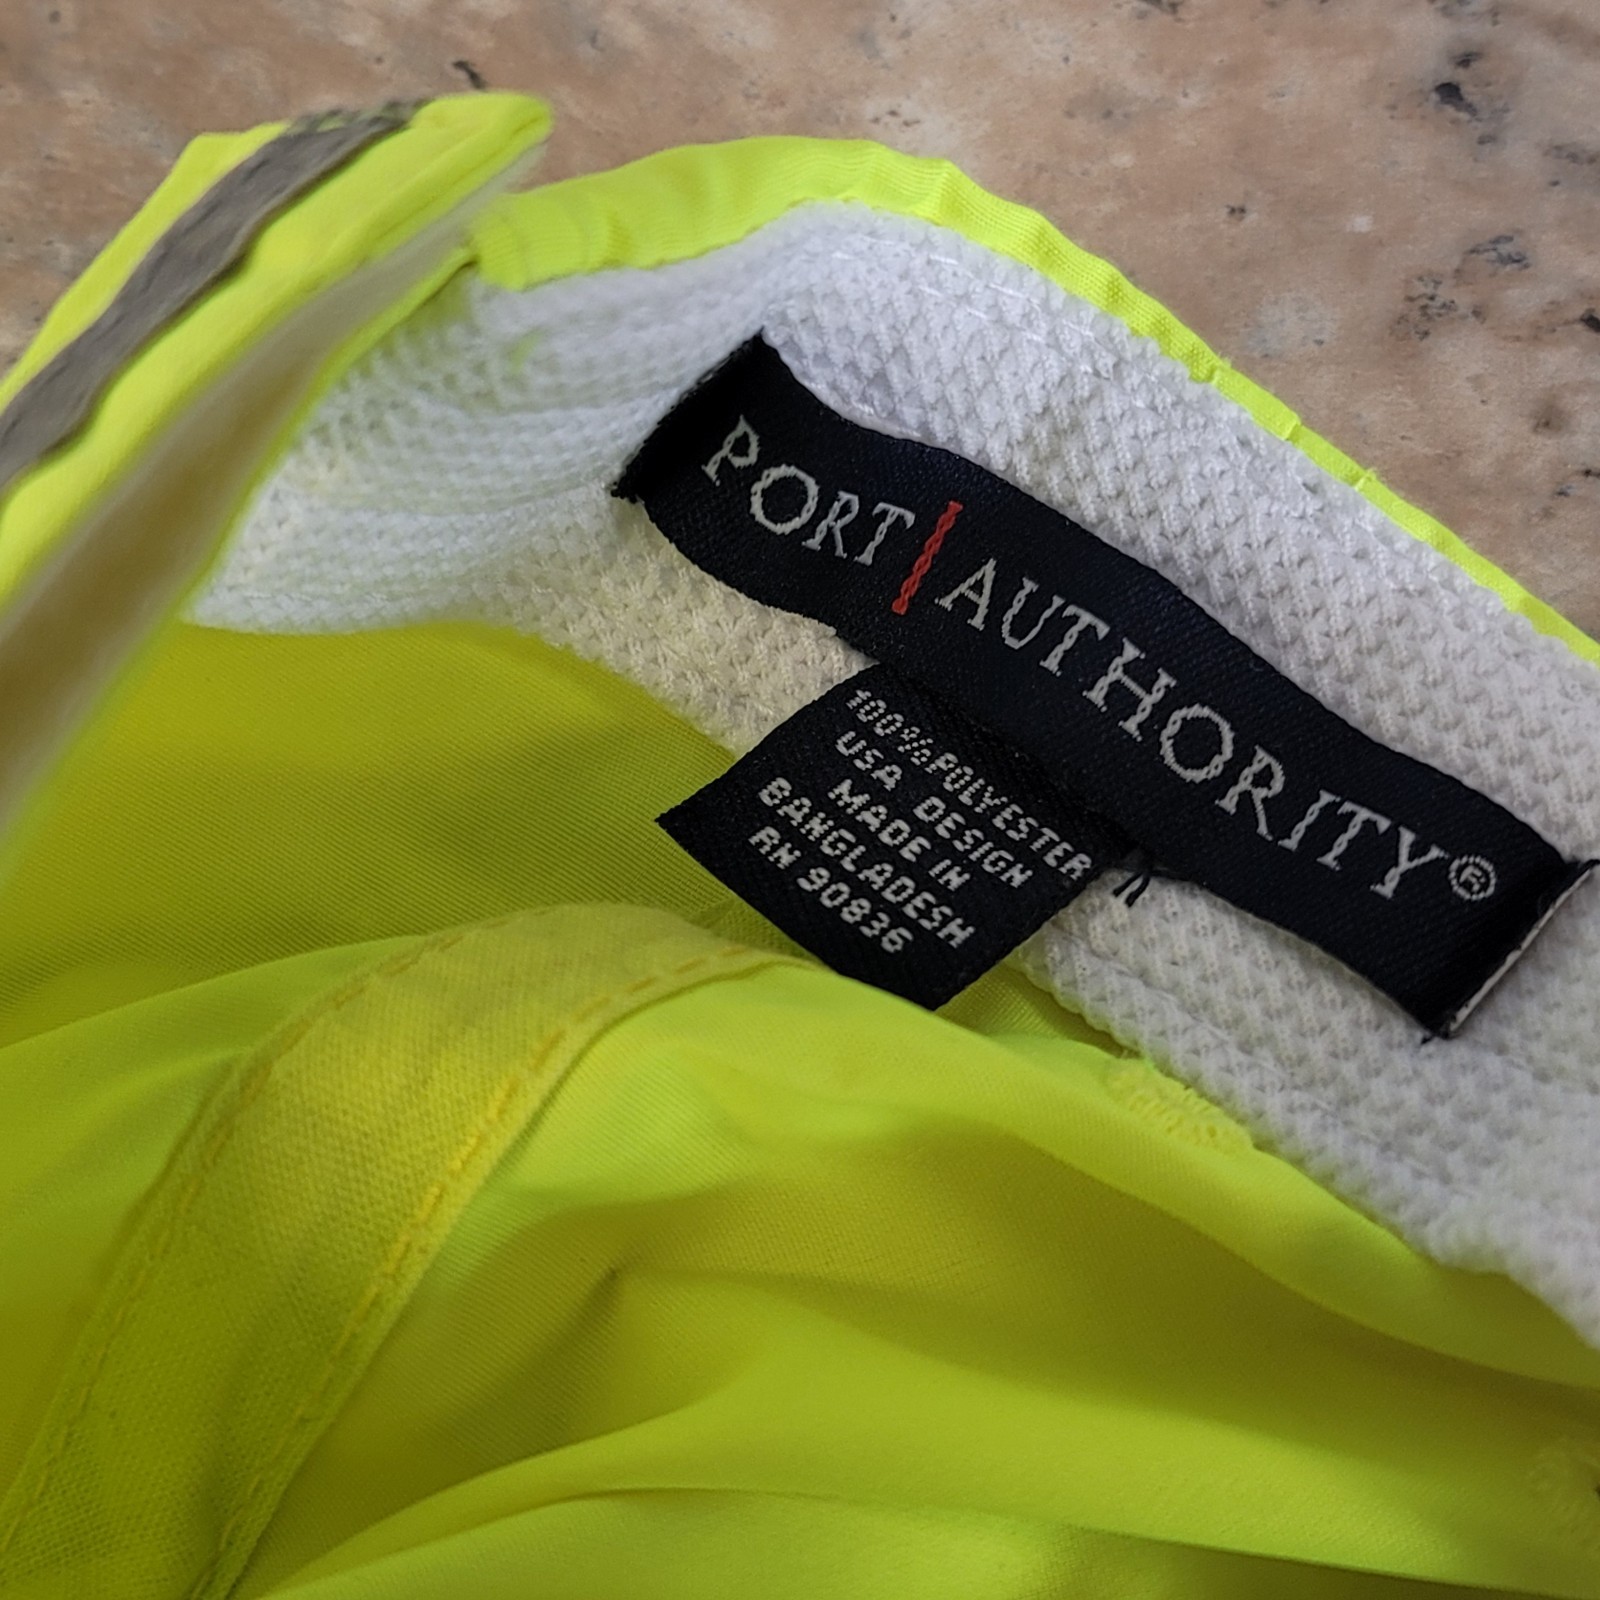 PORT|AUTHORITY®
100% POLYESTER
USA DESIGN
MADE IN
BANGLADESH
RN 90836